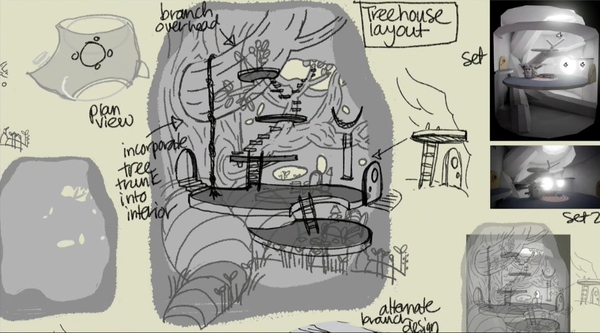 branch
overhead
Treehouse
layout
set
plan
view
incorporate
tree
trunk
into
interior
set 2
alternate
branch
design